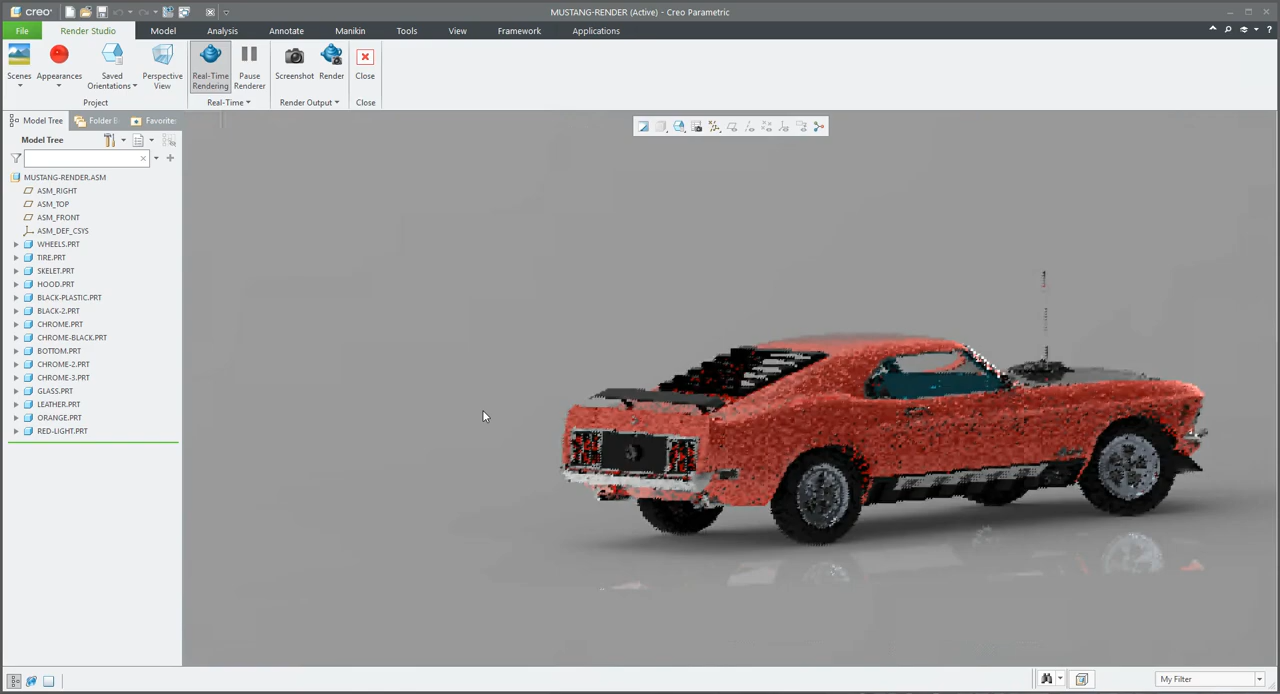 creo
MUSTANG-RENDER (Active) - Creo Parametric
File
Render Studio
Model
Analysis
Annotate
Manikin
Tools
View
Framework
Applications
Scenes
Appearances
Saved
Orientations
Perspective
View
Real-Time
Rendering
Pause
Renderer
Screenshot
Render
Close
Project
Real-Time
Render Output
Close
Model Tree
Folder
Favorite:
Model Tree
MUSTANG-RENDER.ASM
ASM_RIGHT
ASM_TOP
ASM_FRONT
ASM_DEF_CSYS
WHEELS.PRT
TIRE.PRT
SKELET.PRT
HOOD.PRT
BLACK-PLASTIC.PRT
BLACK-2.PRT
CHROME.PRT
CHROME-BLACK.PRT
BOTTOM.PRT
CHROME-2.PRT
CHROME-3.PRT
GLASS.PRT
LEATHER.PRT
ORANGE.PRT
RED-LIGHT.PRT
My Filter